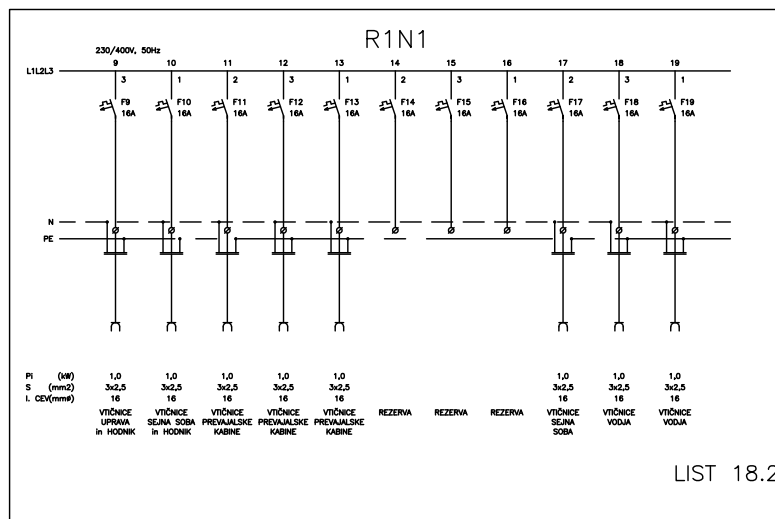 R1N1
230/400V, 50Hz
9 10 11 12 13 14 15 16 17 18 19
L1L2L3
3 1 2 3 1 2 3 1 2 3 1
F9 F10 F11 F12 F13 F14 F15 F16 F17 F18 F19
16A 16A 16A 16A 16A 16A 16A 16A 16A 16A 16A
N
PE
Pi (kW) 1,0 1,0 1,0 1,0 1,0 1,0 1,0 1,0
S (mm2) 3x2,5 3x2,5 3x2,5 3x2,5 3x2,5 3x2,5 3x2,5 3x2,5
I. CEV(mmø) 16 16 16 16 16 16 16 16
VTIČNICE VTIČNICE VTIČNICE VTIČNICE VTIČNICE REZERVA REZERVA REZERVA VTIČNICE VTIČNICE VTIČNICE
UPRAVA SEJNA SOBA PREVAJALSKE PREVAJALSKE PREVAJALSKE SEJNA VODJA VODJA
in HODNIK in HODNIK KABINE KABINE KABINE SOBA
LIST 18.2